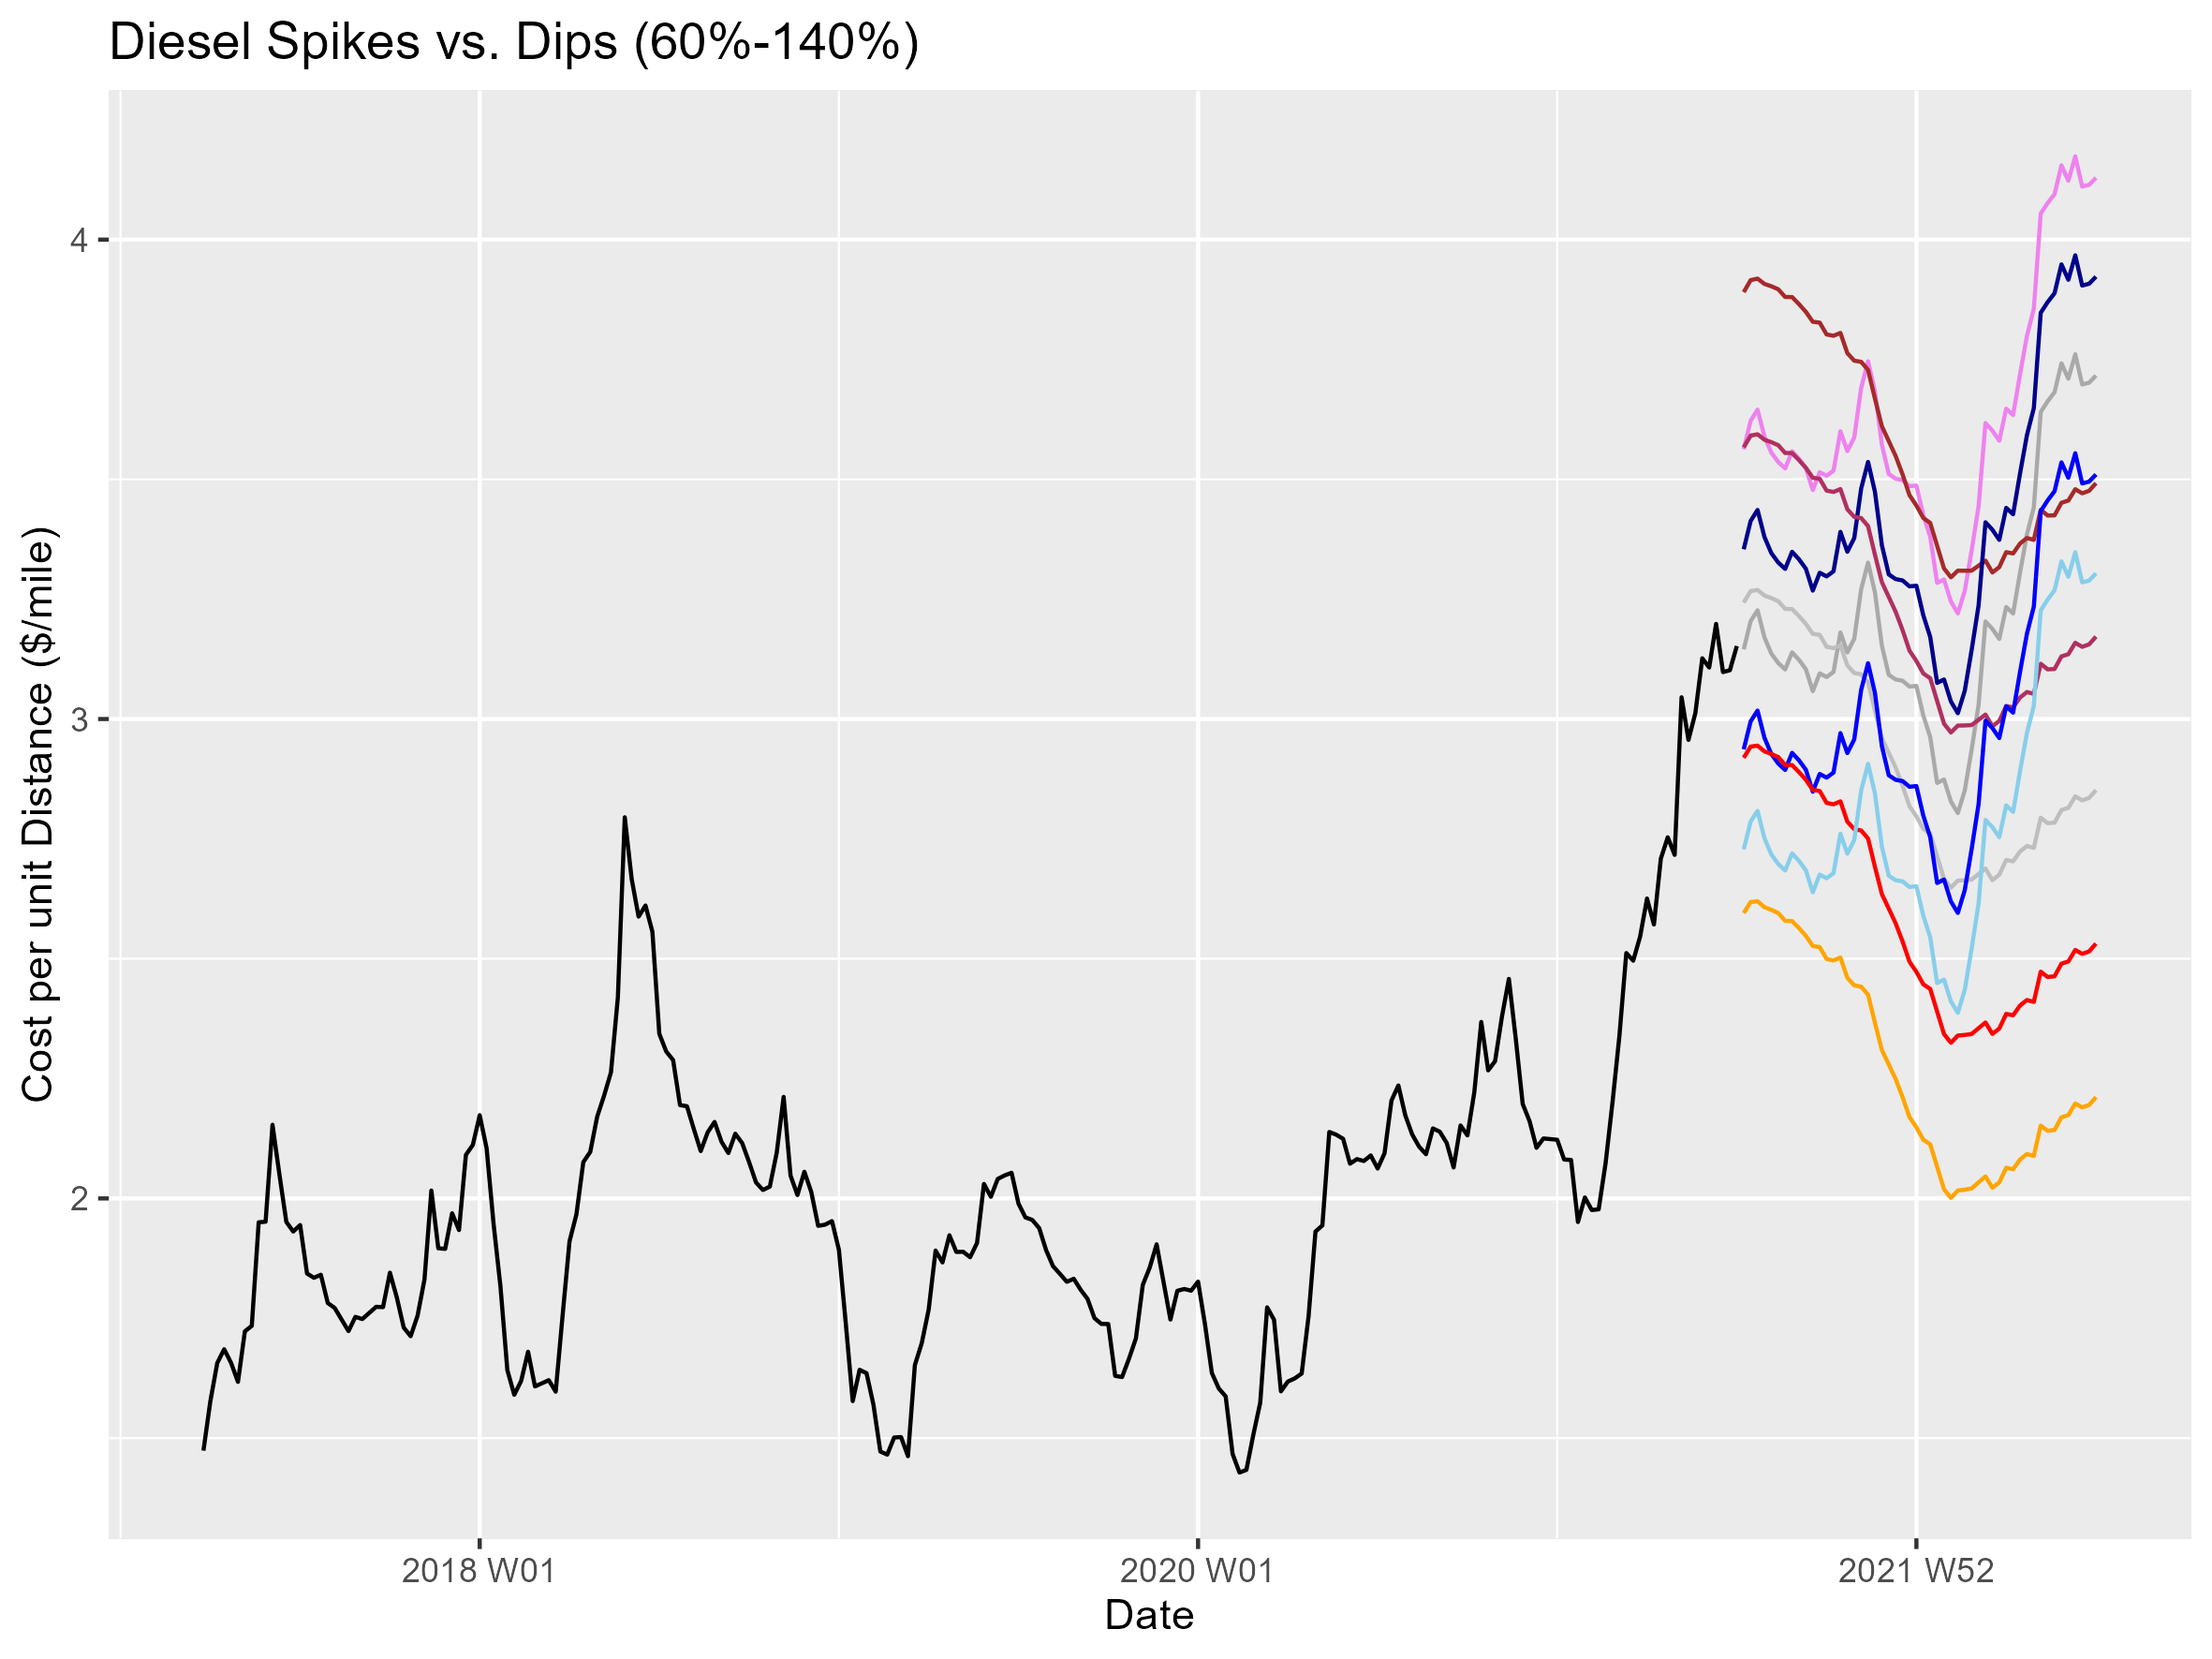 Diesel Spikes vs. Dips (60%-140%)
Cost per unit Distance ($/mile)
4
3
2
2018 W01
2020 W01
2021 W52
Date